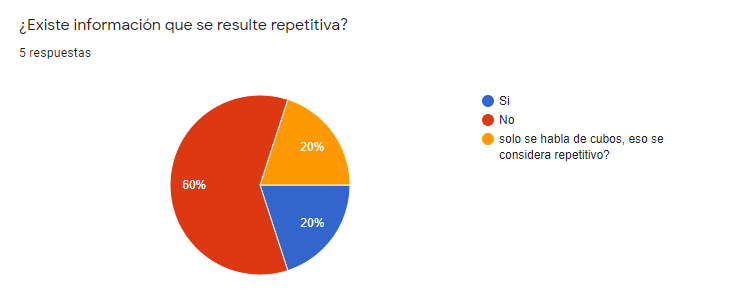 ¿Existe información que se resulte repetitiva?
5 respuestas
Si
No
solo se habla de cubos, eso se
considera repetitivo?
20%
60%
20%